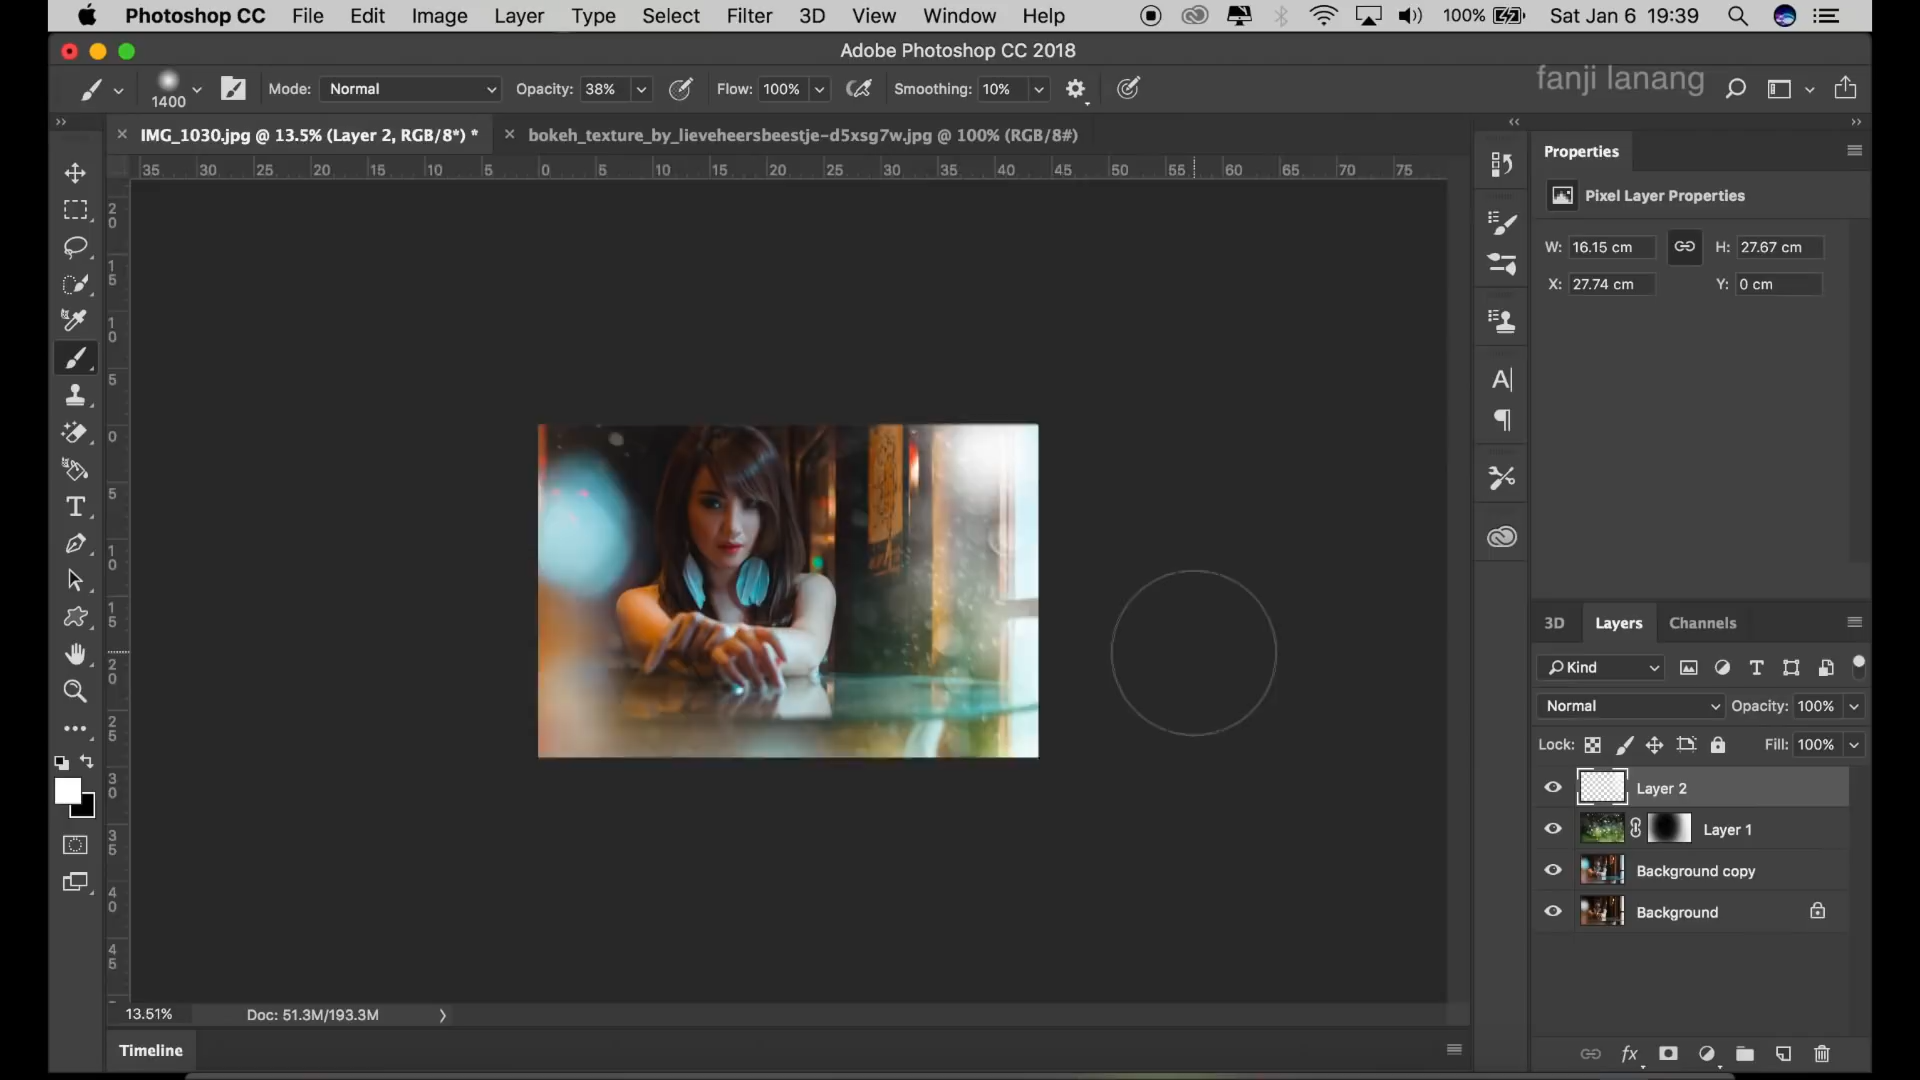 Photoshop CC File Edit Image Layer Type Select Filter 3D View Window Help 100% Sat Jan 6 19:39
Adobe Photoshop CC 2018
fanji lanang
1400 Mode: Normal Opacity: 38% Flow: 100% Smoothing: 10%
IMG_1030.jpg @ 13.5% (Layer 2, RGB/8*) * bokeh_texture_by_lieveheersbeestje-d5xsg7w.jpg @ 100% (RGB/8#)
35 30 25 20 15 10 5 0 5 10 15 20 25 30 35 40 45 50 55 60 65 70 75
20
15
10
5
0
5
10
15
20
25
30
35
40
45
Properties
Pixel Layer Properties
W: 16.15 cm H: 27.67 cm
X: 27.74 cm Y: 0 cm
3D Layers Channels
Kind
Normal Opacity: 100%
Lock: Fill: 100%
Layer 2
Layer 1
Background copy
Background
fx
13.51% Doc: 51.3M/193.3M
Timeline